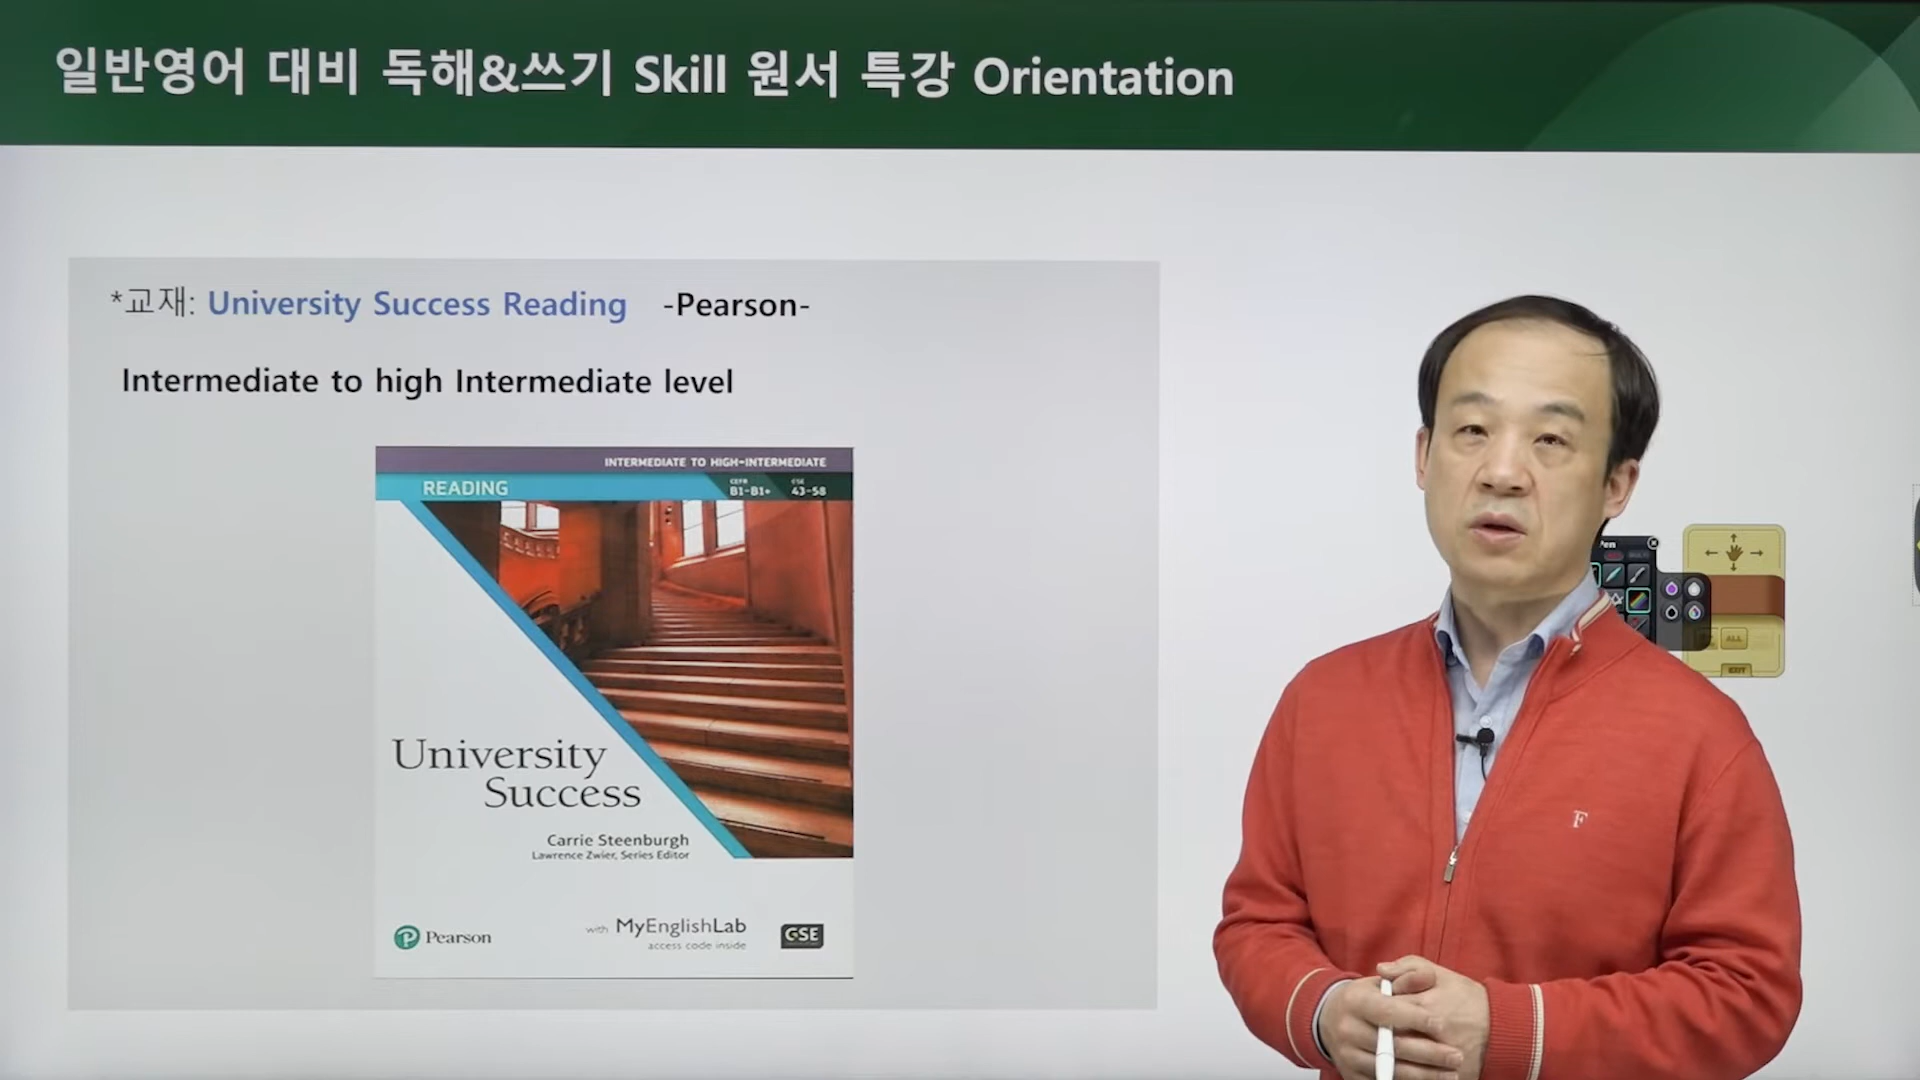 일반영어 대비 독해&쓰기 Skill 원서 특강 Orientation
*교재: University Success Reading -Pearson-
Intermediate to high Intermediate level
INTERMEDIATE TO HIGH-INTERMEDIATE
READING
CEFR
B1-B1+
GSE
43-58
University
Success
Carrie Steenburgh
Lawrence Zwier, Series Editor
Pearson
with MyEnglishLab
access code inside
GSE
F
Pen
ALL
EXIT